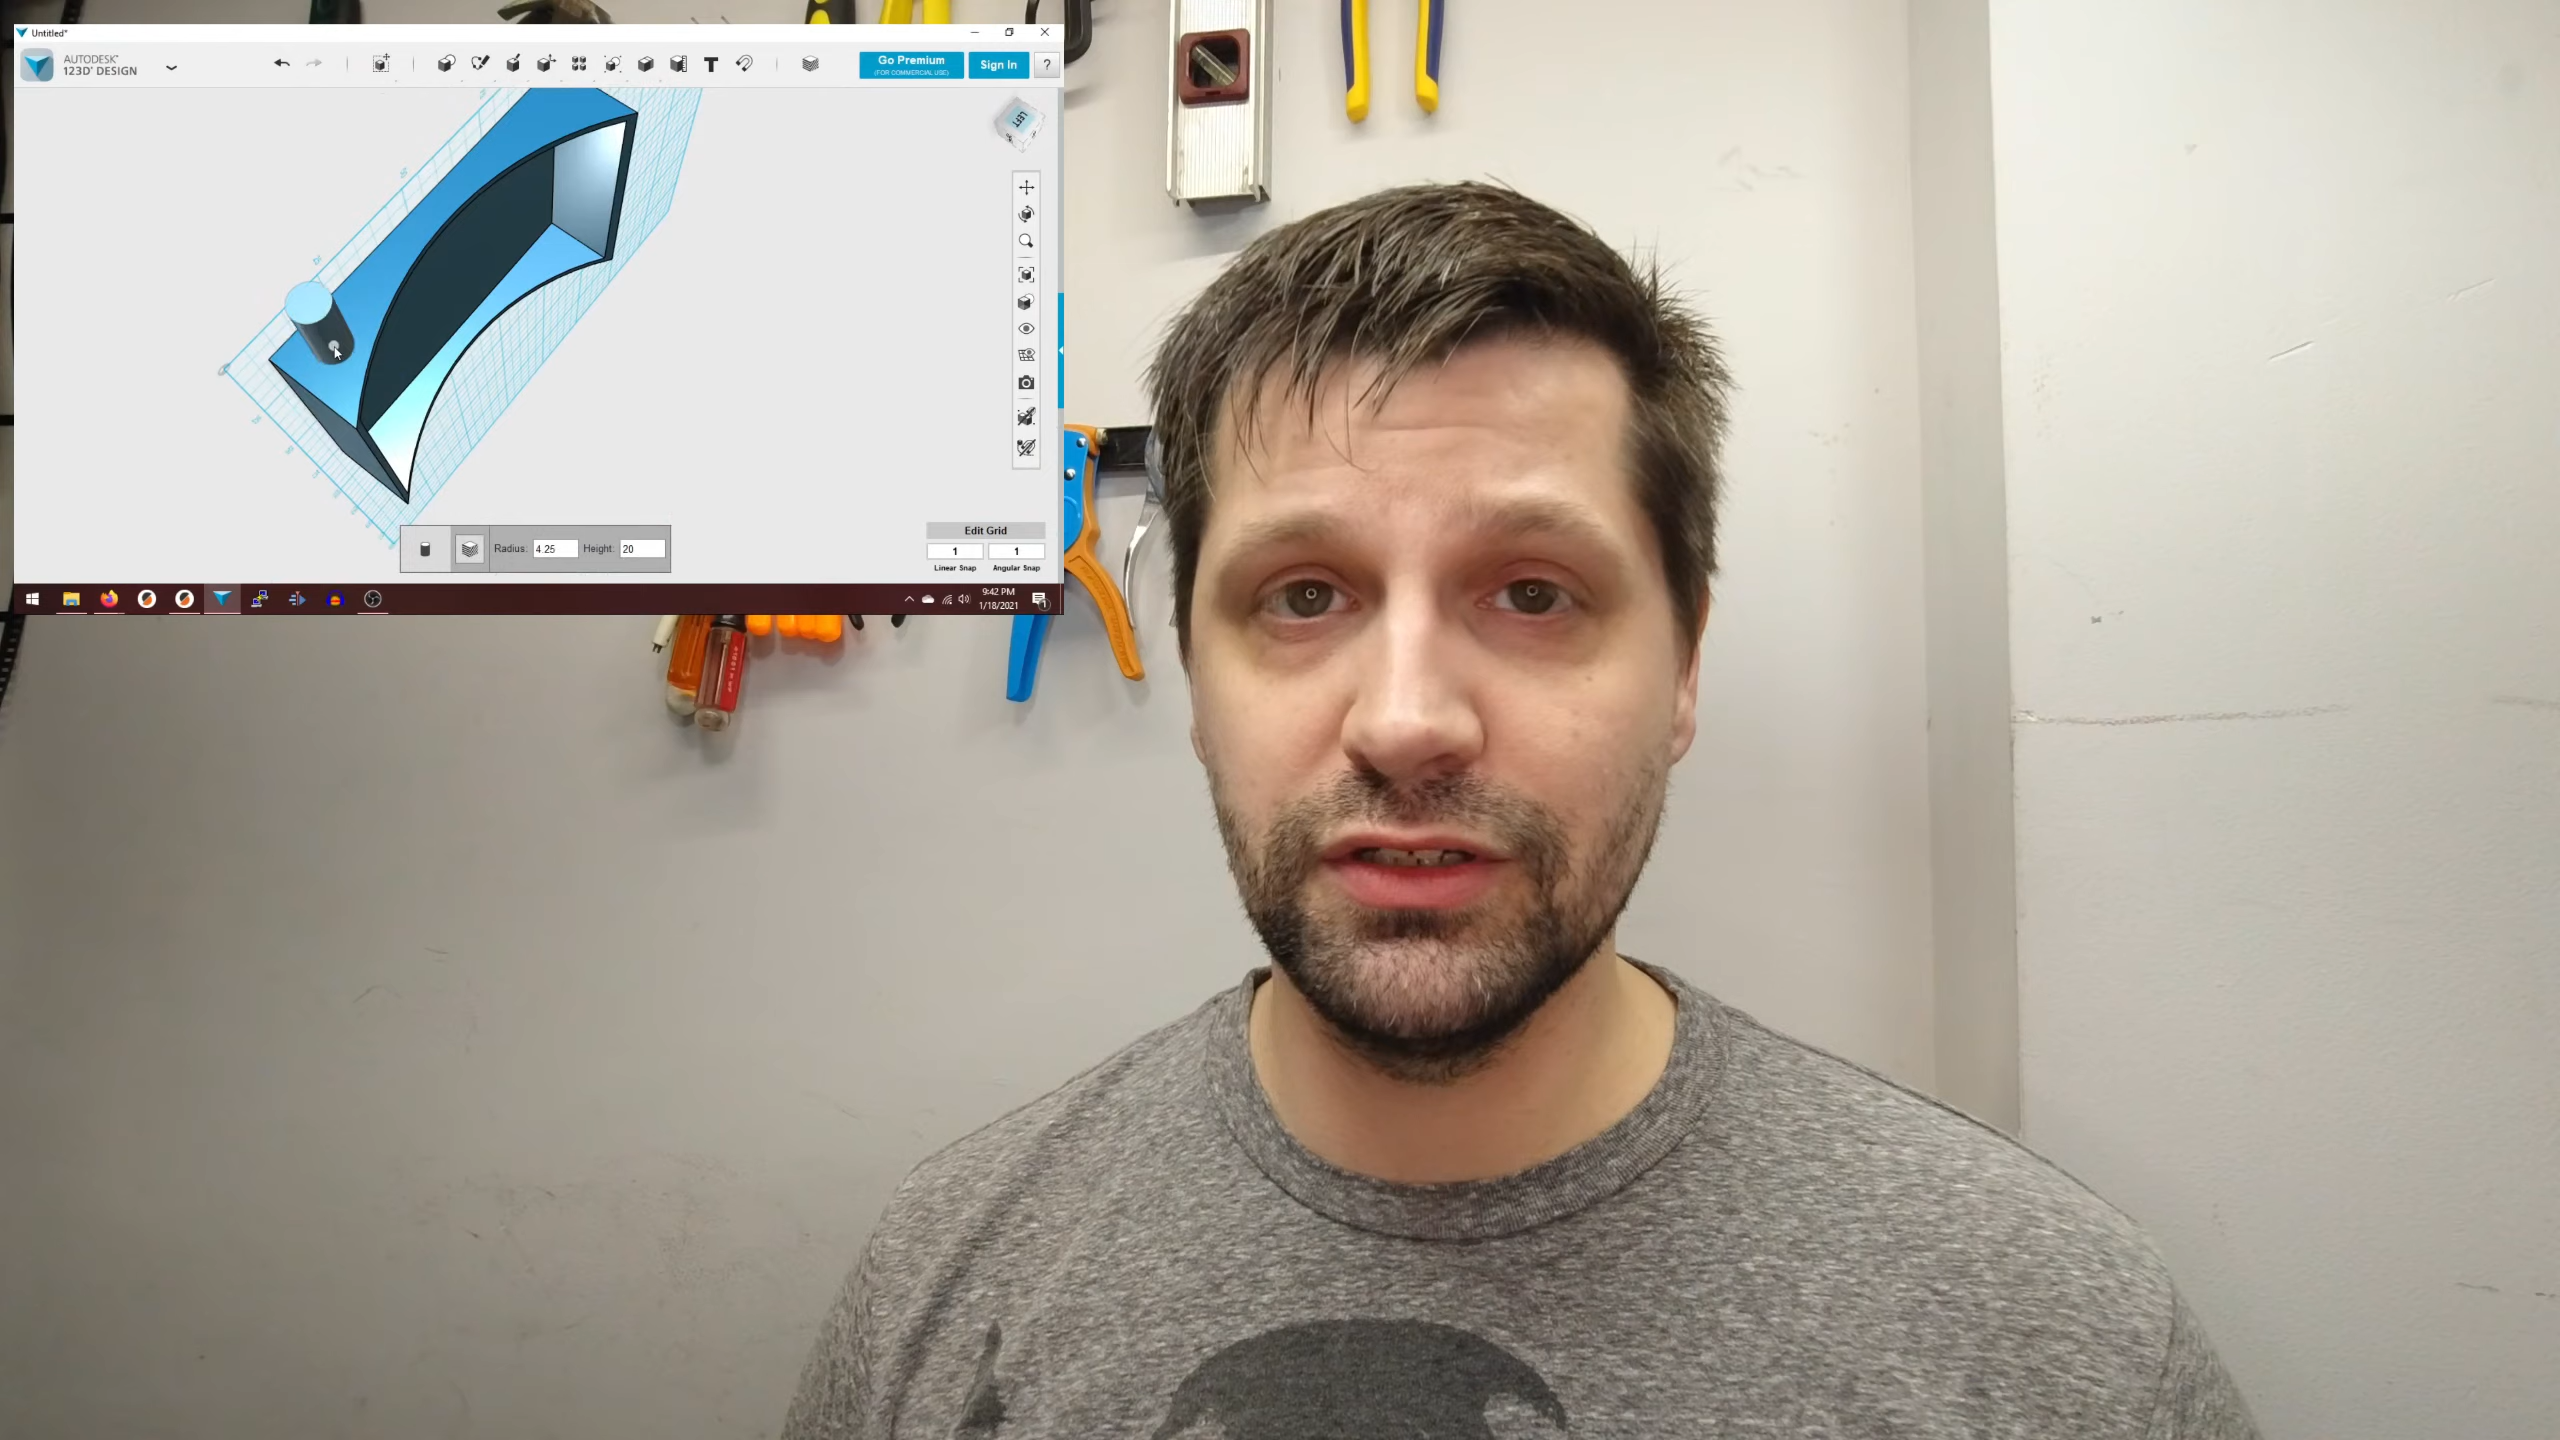 Untitled*
AUTODESK®
123D® DESIGN
Go Premium
(FOR COMMERCIAL USE)
Sign In
?
LEFT
Radius: 4.25 Height: 20
Edit Grid
1 1
Linear Snap Angular Snap
9:42 PM
1/18/2021
1